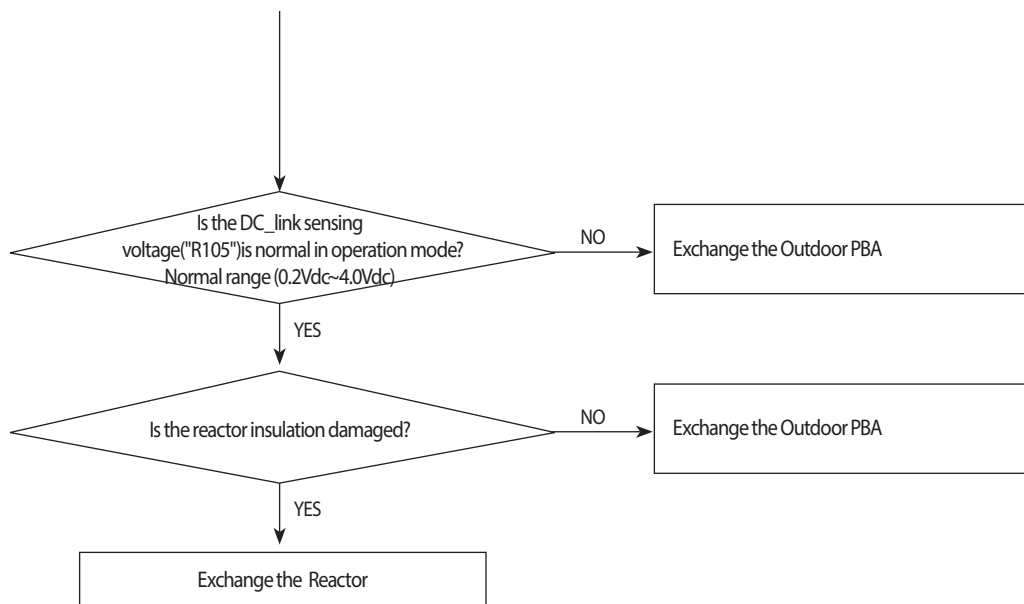 Is the DC_link sensing
voltage("R105")is normal in operation mode?
Normal range (0.2Vdc~4.0Vdc)
NO
Exchange the Outdoor PBA
YES
Is the reactor insulation damaged?
NO
Exchange the Outdoor PBA
YES
Exchange the Reactor